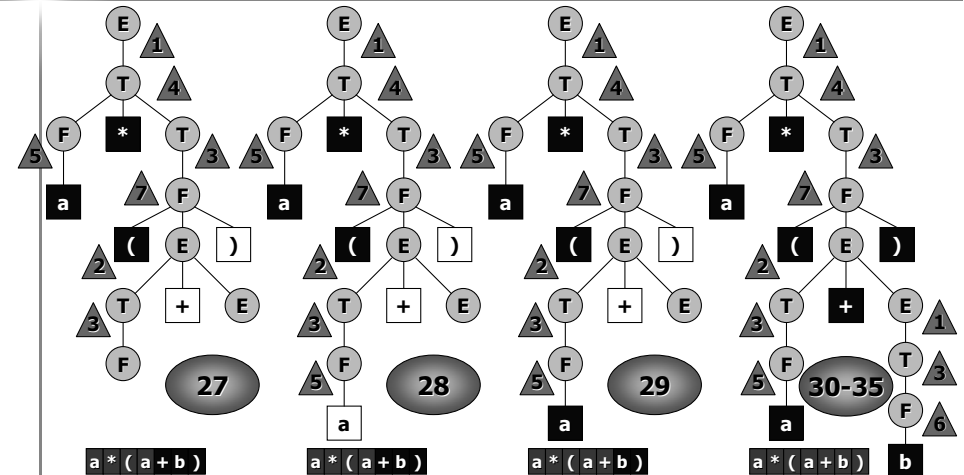 E E E E
1 1 1 1
T 4 T 4 T 4 T 4
F * T F * T F * T F * T
5 3 5 3 5 3 5 3
7 7 7 7
a F a F a F a F
( E ) ( E ) ( E ) ( E )
2 2 2 2
T + E T + E T + E T + E
3 3 3 3 1
F F F F T
5 5 5 3
27 28 29 30-35
a a a F 6
a * ( a + b ) a * ( a + b ) a * ( a + b ) a * ( a + b ) b